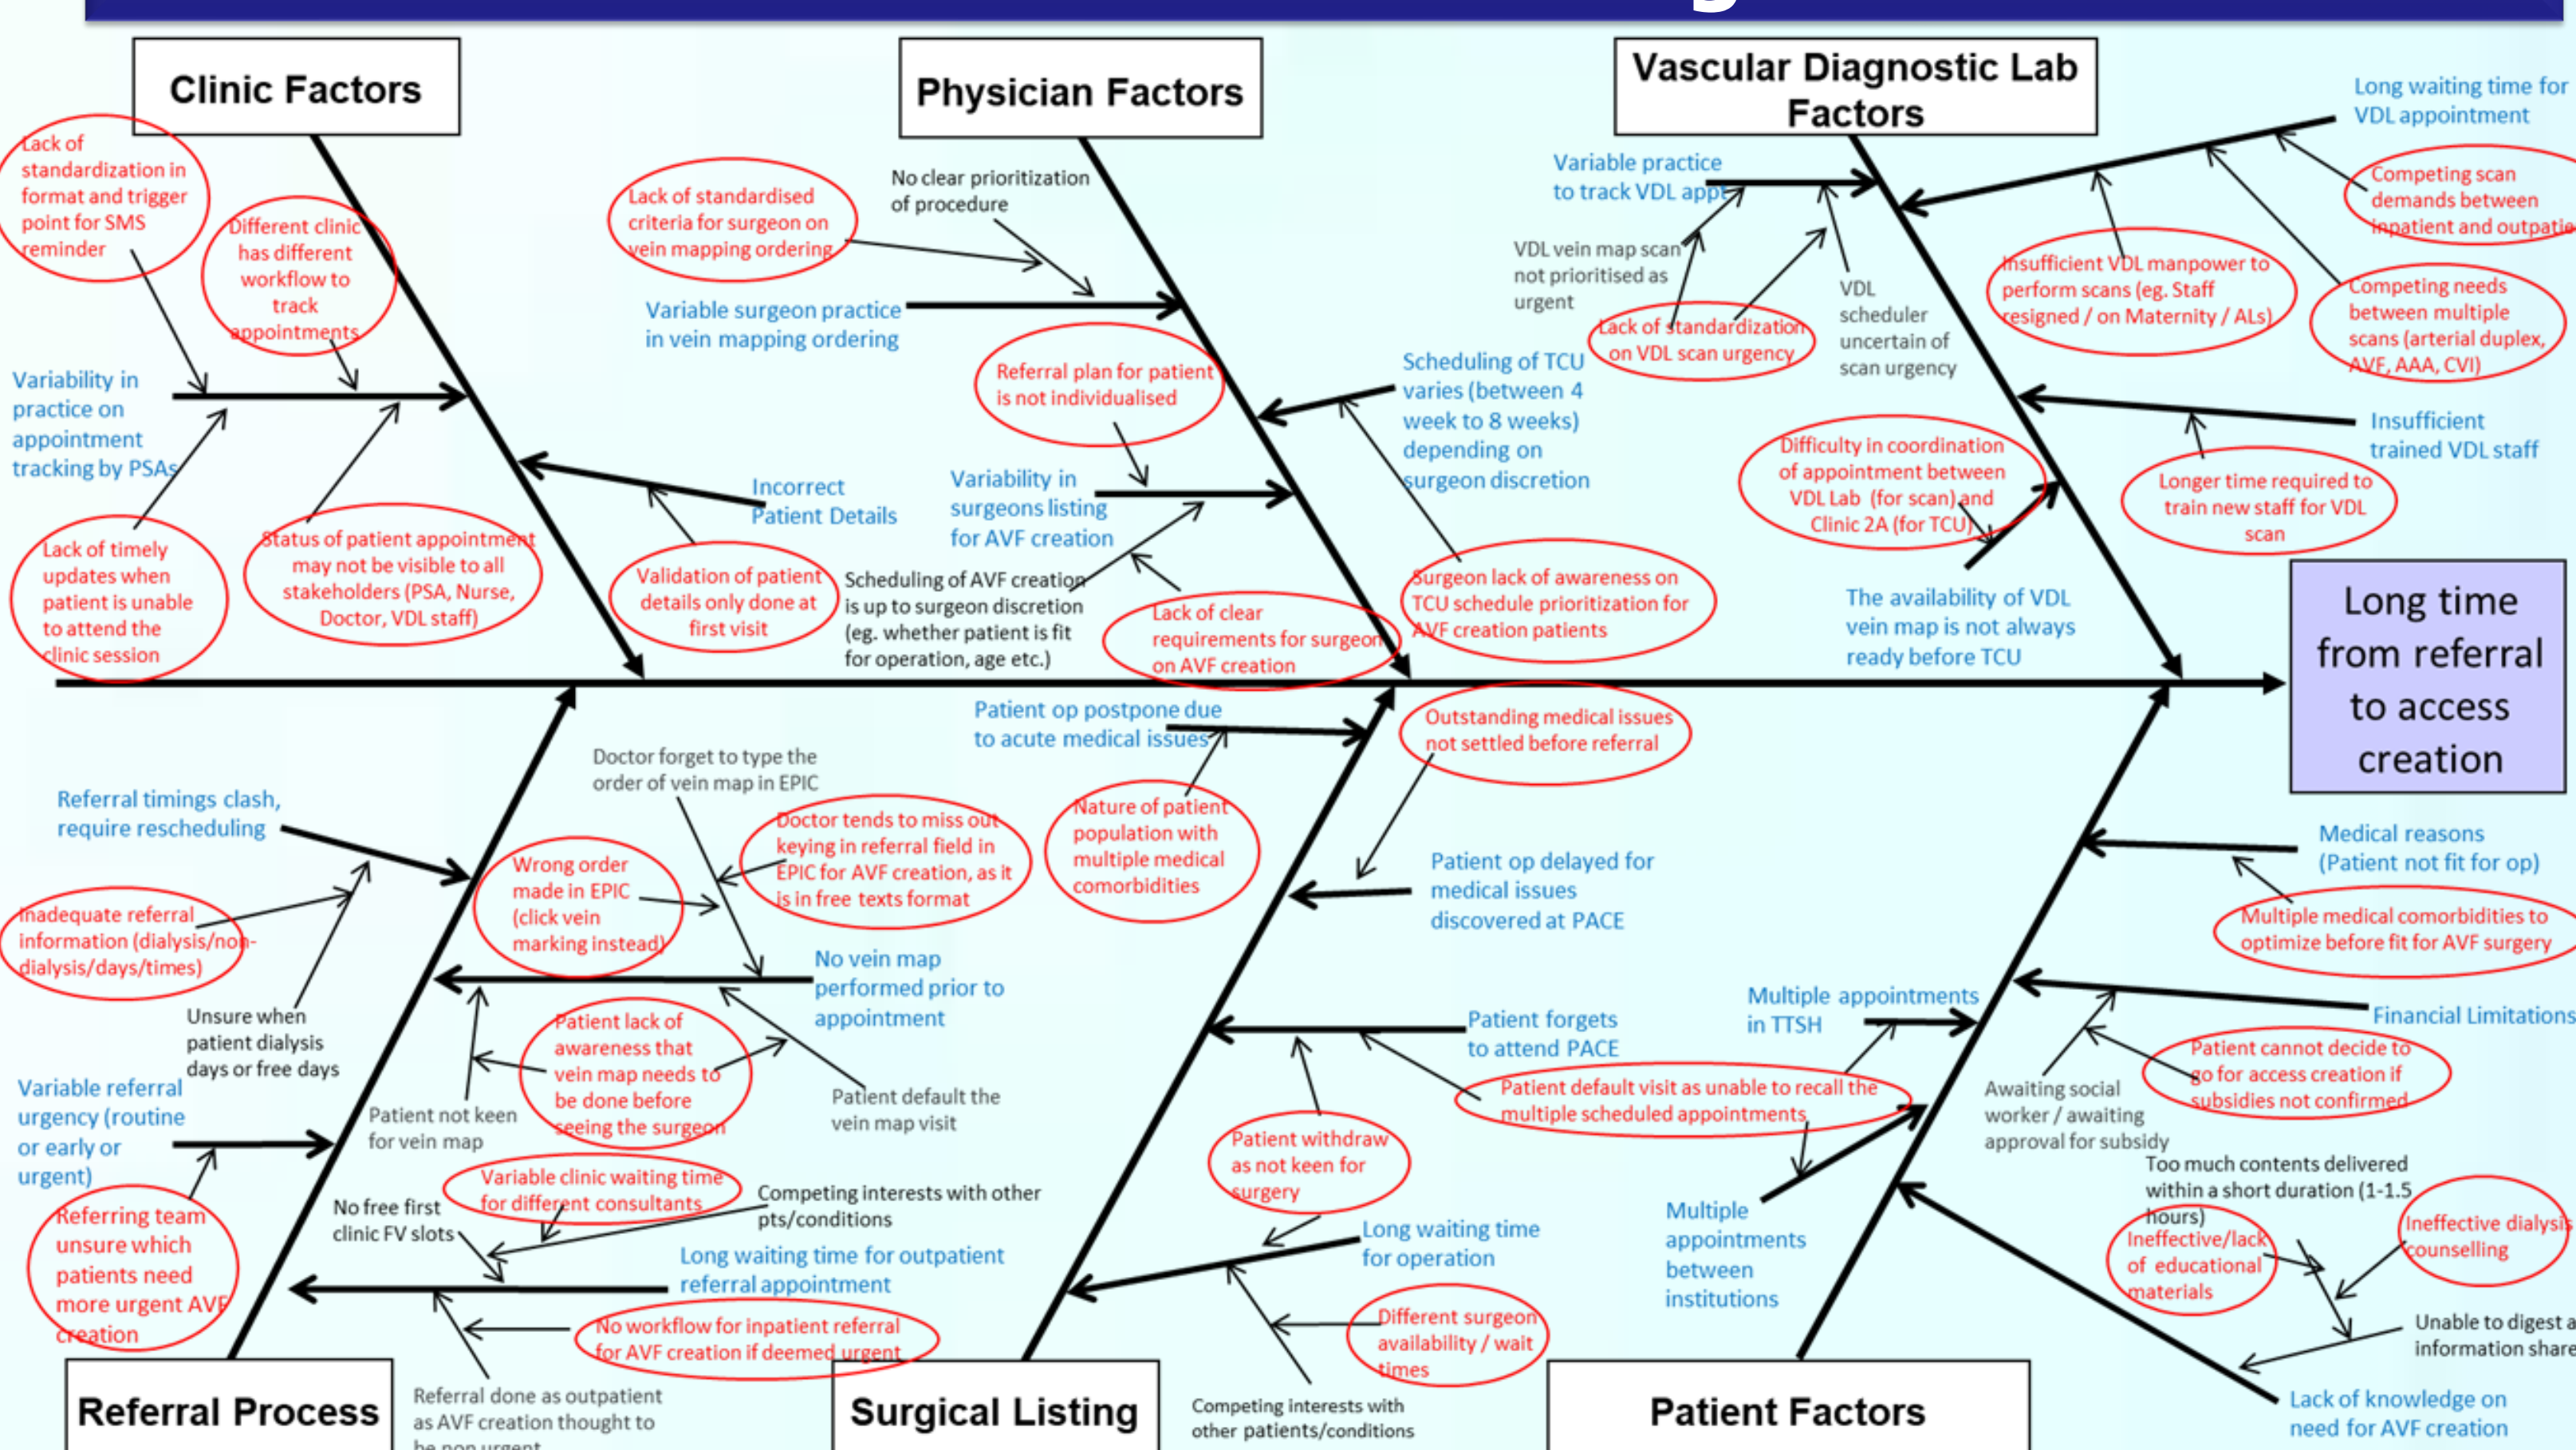 Clinic Factors
Physician Factors
Vascular Diagnostic Lab
Factors
Lack of
standardization in
format and trigger
point for SMS
reminder
Different clinic
has different
workflow to
track
appointments
Variability in
practice on
appointment
tracking by PSAs
Lack of timely
updates when
patient is unable
to attend the
clinic session
Status of patient appointment
may not be visible to all
stakeholders (PSA, Nurse,
Doctor, VDL staff)
Incorrect
Patient Details
Validation of patient
details only done at
first visit
Lack of standardised
criteria for surgeon on
vein mapping ordering
No clear prioritization
of procedure
Variable surgeon practice
in vein mapping ordering
Referral plan for patient
is not individualised
Variability in
surgeons listing
for AVF creation
Scheduling of AVF creation
is up to surgeon discretion
(eg. whether patient is fit
for operation, age etc.)
Lack of clear
requirements for surgeon
on AVF creation
Scheduling of TCU
varies (between 4
week to 8 weeks)
depending on
surgeon discretion
Surgeon lack of awareness on
TCU schedule prioritization for
AVF creation patients
Variable practice
to track VDL appt
VDL vein map scan
not prioritised as
urgent
Lack of standardization
on VDL scan urgency
VDL
scheduler
uncertain of
scan urgency
Long waiting time for
VDL appointment
Competing scan
demands between
inpatient and outpatie
Insufficient VDL manpower to
perform scans (eg. Staff
resigned / on Maternity / ALs)
Competing needs
between multiple
scans (arterial duplex,
AVF, AAA, CVI)
Insufficient
trained VDL staff
Longer time required to
train new staff for VDL
scan
Difficulty in coordination
of appointment between
VDL Lab (for scan) and
Clinic 2A (for TCU)
The availability of VDL
vein map is not always
ready before TCU
Long time
from referral
to access
creation
Referral timings clash,
require rescheduling
Inadequate referral
information (dialysis/non-
dialysis/days/times)
Unsure when
patient dialysis
days or free days
Variable referral
urgency (routine
or early or
urgent)
Referring team
unsure which
patients need
more urgent AVF
creation
Doctor forget to type the
order of vein map in EPIC
Wrong order
made in EPIC
(click vein
marking instead)
Doctor tends to miss out
keying in referral field in
EPIC for AVF creation, as it
is in free texts format
No vein map
performed prior to
appointment
Patient lack of
awareness that
vein map needs to
be done before
seeing the surgeon
Patient not keen
for vein map
Patient default the
vein map visit
Variable clinic waiting time
for different consultants
No free first
clinic FV slots
Competing interests with other
pts/conditions
Long waiting time for outpatient
referral appointment
No workflow for inpatient referral
for AVF creation if deemed urgent
Referral done as outpatient
as AVF creation thought to
be non urgent
Referral Process
Patient op postpone due
to acute medical issues
Nature of patient
population with
multiple medical
comorbidities
Outstanding medical issues
not settled before referral
Patient op delayed for
medical issues
discovered at PACE
Patient forgets
to attend PACE
Patient default visit as unable to recall the
multiple scheduled appointments
Patient withdraw
as not keen for
surgery
Long waiting time
for operation
Different surgeon
availability / wait
times
Competing interests with
other patients/conditions
Surgical Listing
Medical reasons
(Patient not fit for op)
Multiple medical comorbidities to
optimize before fit for AVF surgery
Multiple appointments
in TTSH
Financial Limitations
Patient cannot decide to
go for access creation if
subsidies not confirmed
Awaiting social
worker / awaiting
approval for subsidy
Multiple
appointments
between
institutions
Too much contents delivered
within a short duration (1-1.5
hours)
Ineffective/lack
of educational
materials
Ineffective dialysis
counselling
Unable to digest a
information share
Lack of knowledge on
need for AVF creation
Patient Factors